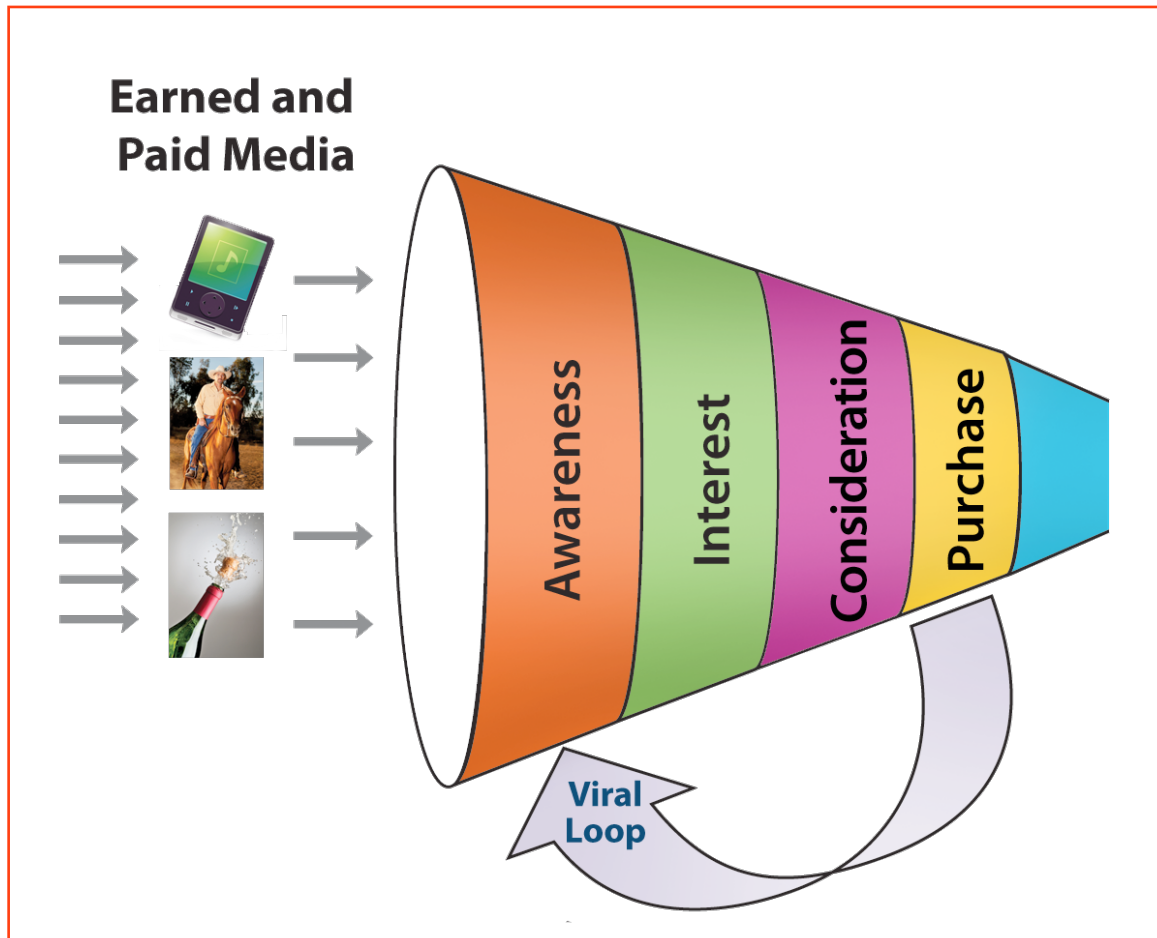 Earned and
Paid Media
Awareness
Interest
Consideration
Purchase
Viral
Loop